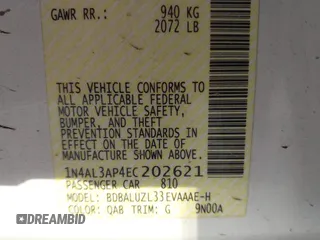 GAWR RR.: 940 KG
2072 LB
THIS VEHICLE CONFORMS TO
ALL APPLICABLE FEDERAL
MOTOR VEHICLE SAFETY,
BUMPER, AND THEFT
PREVENTION STANDARDS IN
EFFECT ON THE DATE OF
MANUFACTURE SHOWN ABOVE.
1N4AL3AP4EC202621
PASSENGER CAR 810
MODEL: BDBALUZL33EVAAAE-H
COLOR: QAB TRIM: G 9N00A
DEALERS HIDE